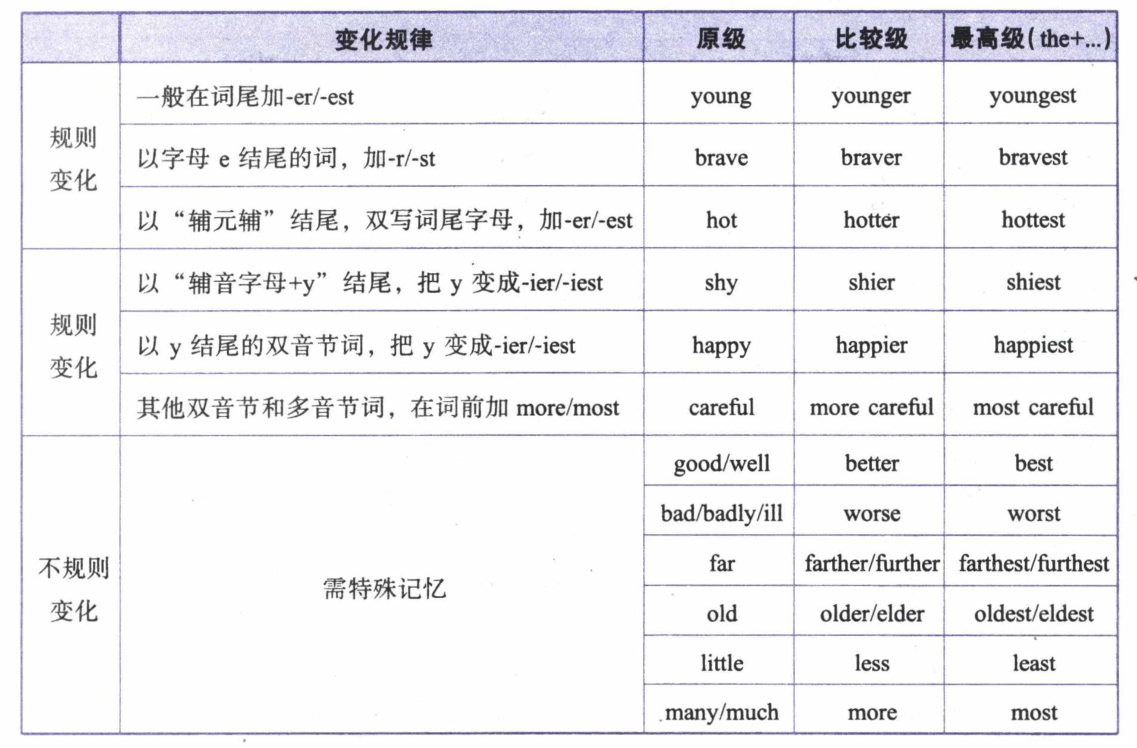 变化规律 原级 比较级 最高级(the+...)
规则变化
一般在词尾加-er/-est young younger youngest
以字母 e 结尾的词，加-r/-st brave braver bravest
以“辅元辅”结尾，双写词尾字母，加-er/-est hot hotter hottest
规则变化
以“辅音字母+y”结尾，把 y 变成-ier/-iest shy shier shiest
以 y 结尾的双音节词，把 y 变成-ier/-iest happy happier happiest
其他双音节和多音节词，在词前加 more/most careful more careful most careful
不规则变化
需特殊记忆
good/well better best
bad/badly/ill worse worst
far farther/further farthest/furthest
old older/elder oldest/eldest
little less least
many/much more most